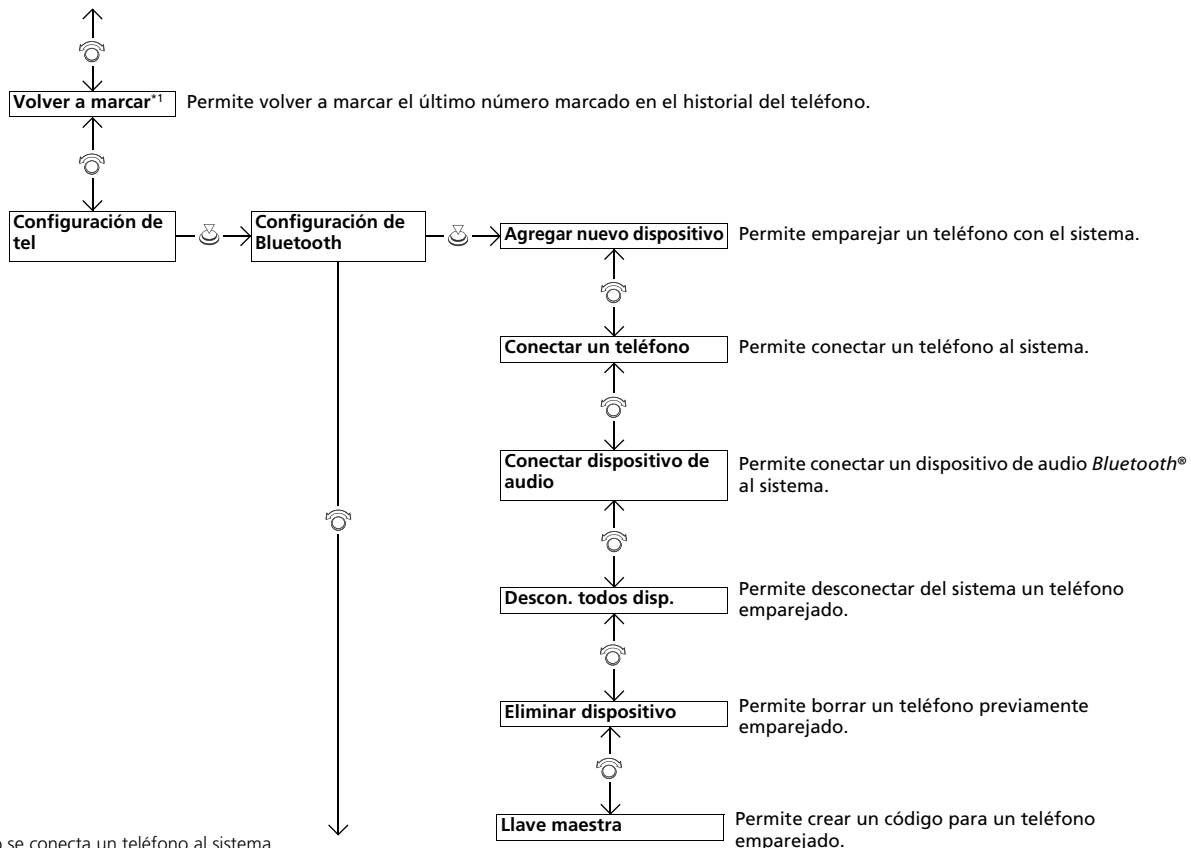 Volver a marcar*1 Permite volver a marcar el último número marcado en el historial del teléfono.
Configuración de
tel
Configuración de
Bluetooth
Agregar nuevo dispositivo Permite emparejar un teléfono con el sistema.
Conectar un teléfono Permite conectar un teléfono al sistema.
Conectar dispositivo de
audio
Permite conectar un dispositivo de audio Bluetooth®
al sistema.
Descon. todos disp.
Permite desconectar del sistema un teléfono
emparejado.
Eliminar dispositivo
Permite borrar un teléfono previamente
emparejado.
Llave maestra
Permite crear un código para un teléfono
emparejado.
se conecta un teléfono al sistema